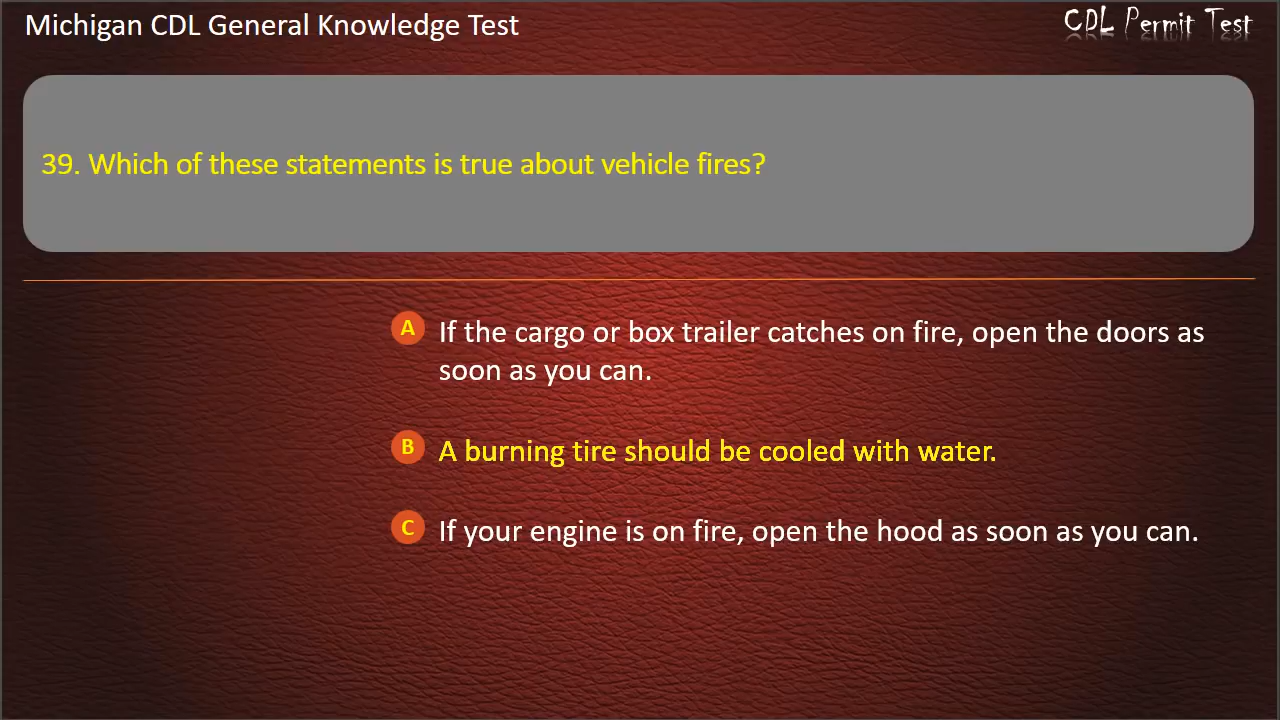 Michigan CDL General Knowledge Test
CDL Permit Test
39. Which of these statements is true about vehicle fires?
A If the cargo or box trailer catches on fire, open the doors as
soon as you can.
B A burning tire should be cooled with water.
C If your engine is on fire, open the hood as soon as you can.